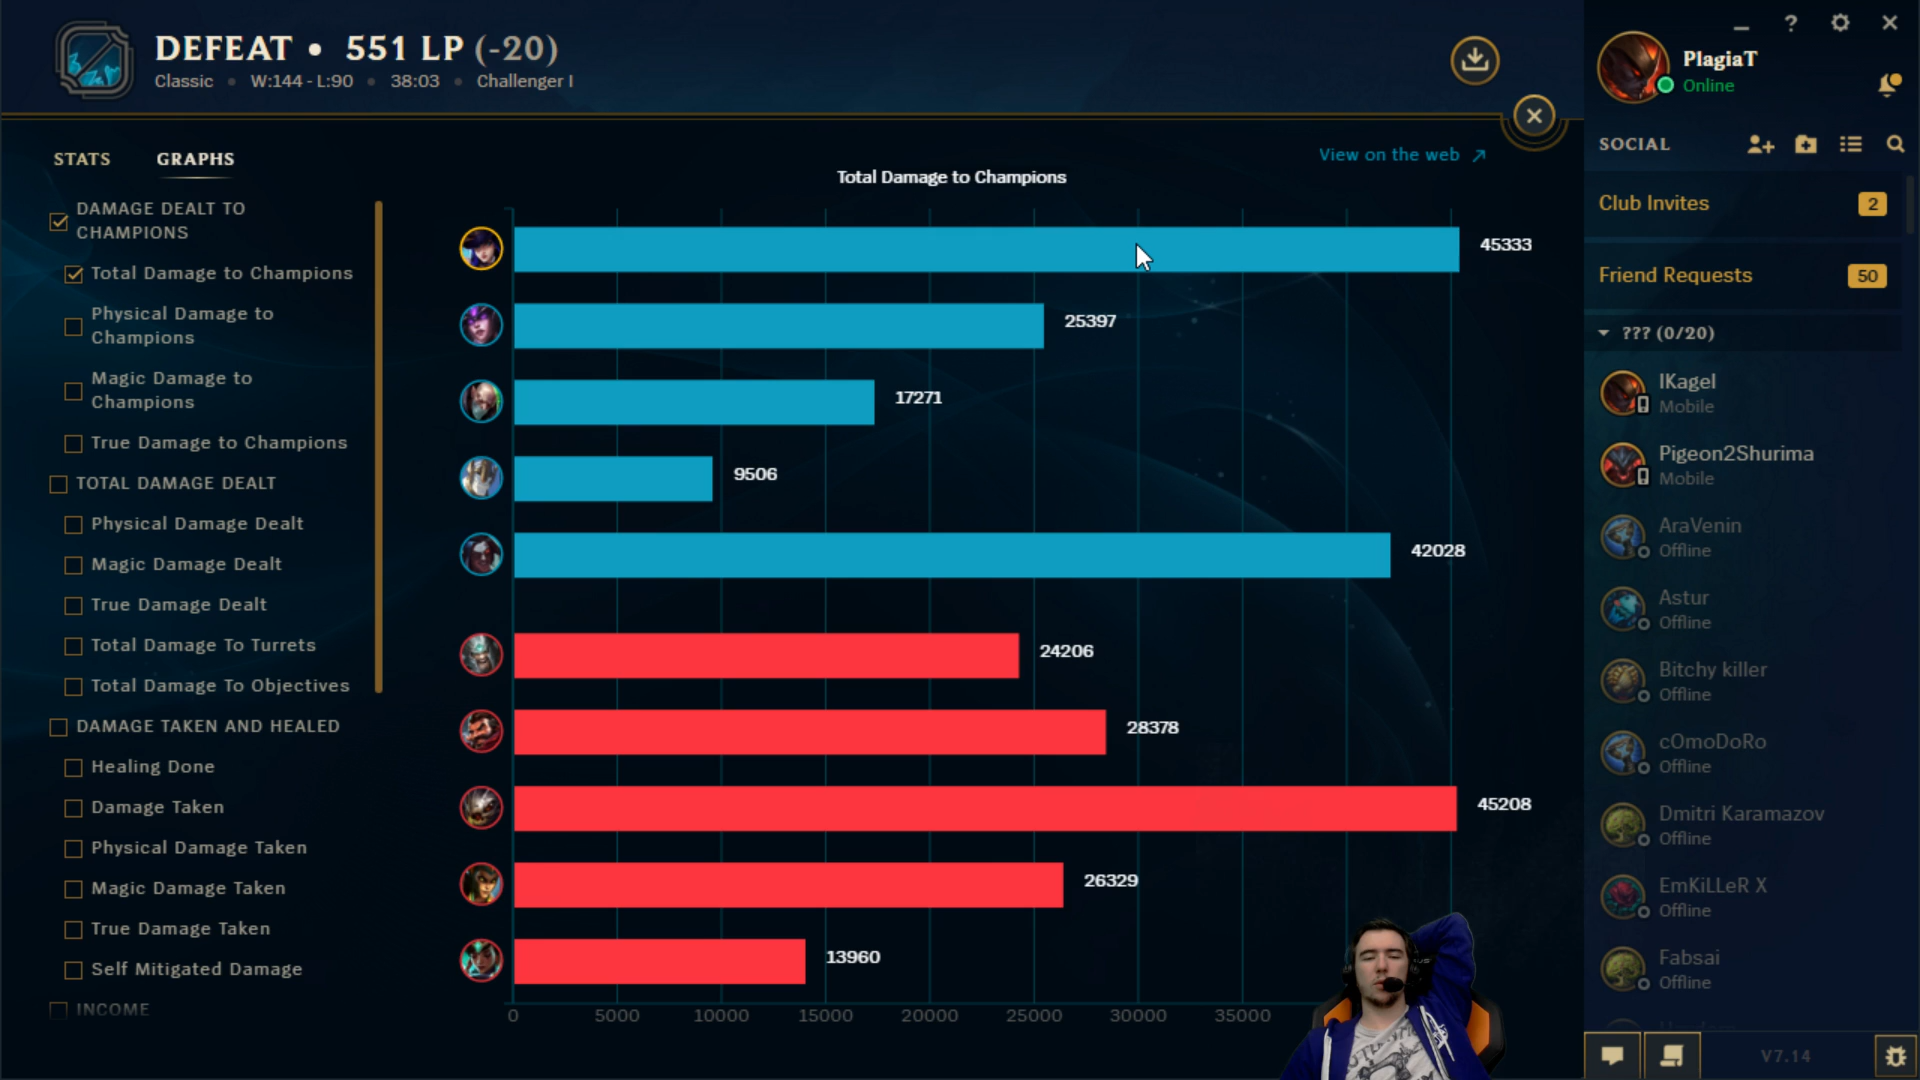 DEFEAT • 551 LP (-20)
Classic • W:144 - L:90 • 38:03 • Challenger I
PlagiaT
Online
STATS
GRAPHS
View on the web
Total Damage to Champions
DAMAGE DEALT TO
CHAMPIONS
Total Damage to Champions
Physical Damage to
Champions
Magic Damage to
Champions
True Damage to Champions
TOTAL DAMAGE DEALT
Physical Damage Dealt
Magic Damage Dealt
True Damage Dealt
Total Damage To Turrets
Total Damage To Objectives
DAMAGE TAKEN AND HEALED
Healing Done
Damage Taken
Physical Damage Taken
Magic Damage Taken
True Damage Taken
Self Mitigated Damage
INCOME
45333
25397
17271
9506
42028
24206
28378
45208
26329
13960
0 5000 10000 15000 20000 25000 30000 35000
SOCIAL
Club Invites 2
Friend Requests 50
??? (0/20)
IKagel
Mobile
Pigeon2Shurima
Mobile
AraVenin
Offline
Astur
Offline
Bitchy killer
Offline
cOmoDoRo
Offline
Dmitri Karamazov
Offline
EmKiLLeR X
Offline
Fabsai
Offline
V7.14